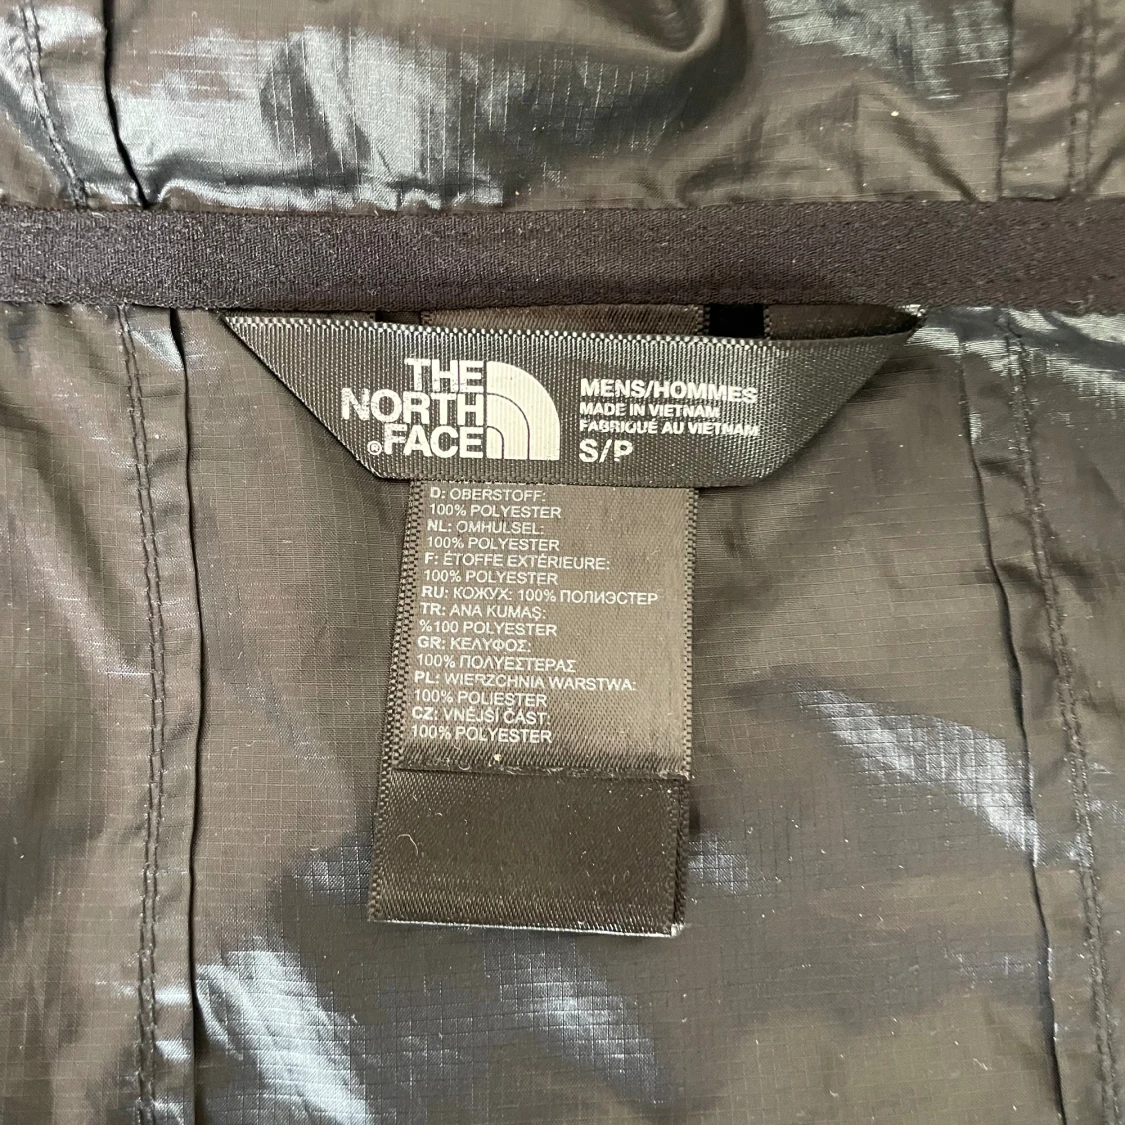 THE
NORTH
®FACE
MENS/HOMMES
MADE IN VIETNAM
FABRIQUÉ AU VIETNAM
S/P
D: OBERSTOFF:
100% POLYESTER
NL: OMHULSEL:
100% POLYESTER
F: ÉTOFFE EXTÉRIEURE:
100% POLYESTER
RU: КОЖУХ: 100% ПОЛИЭСТЕР
TR: ANA KUMAŞ:
%100 POLYESTER
GR: ΚΕΛΥΦΟΣ:
100% ΠΟΛΥΕΣΤΕΡΑΣ
PL: WIERZCHNIA WARSTWA:
100% POLIESTER
CZ: VNĚJŠÍ ČÁST:
100% POLYESTER